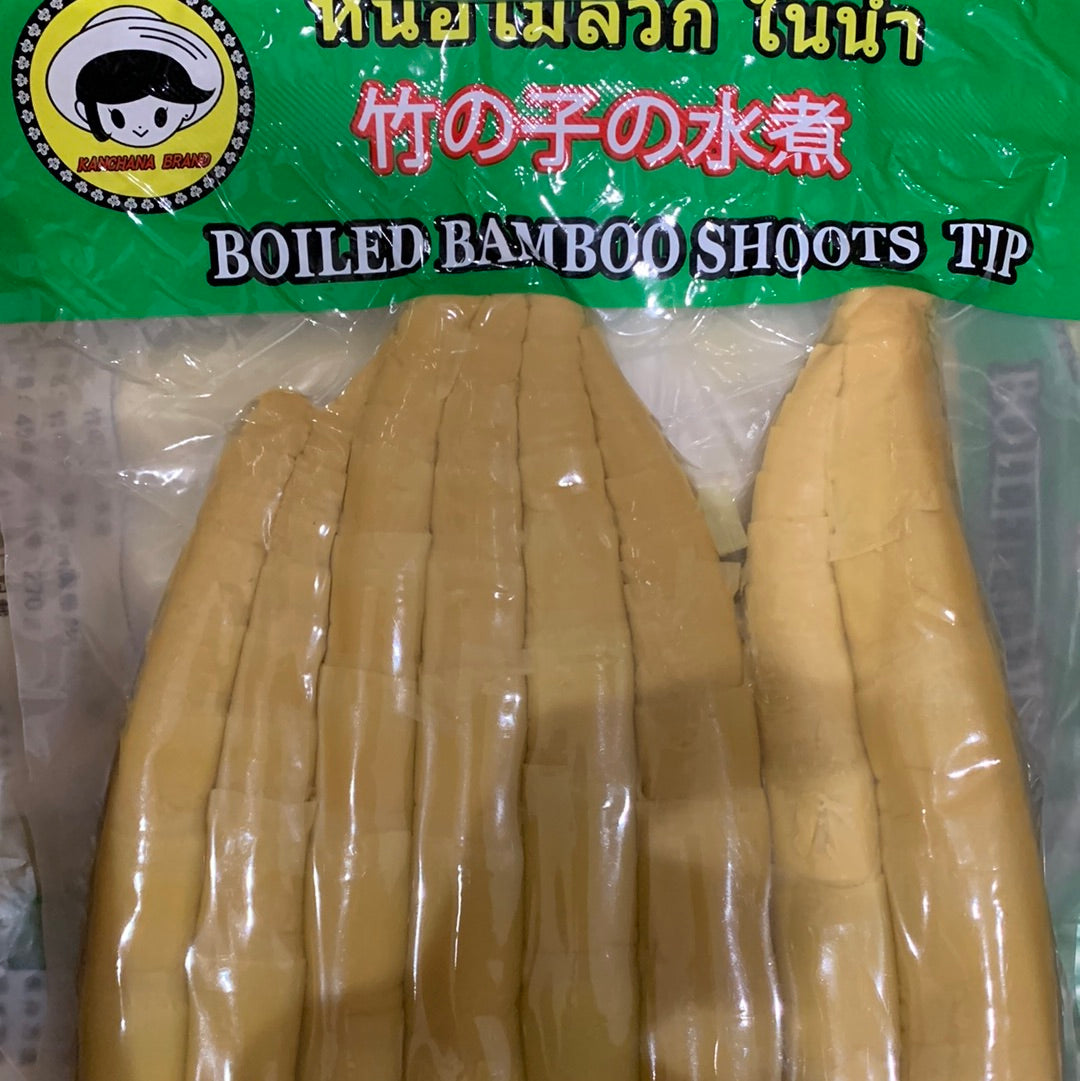 หน่อไม้ลวก ในน้ำ
竹の子の水煮
KANCHANA BRAND
BOILED BAMBOO SHOOTS TIP